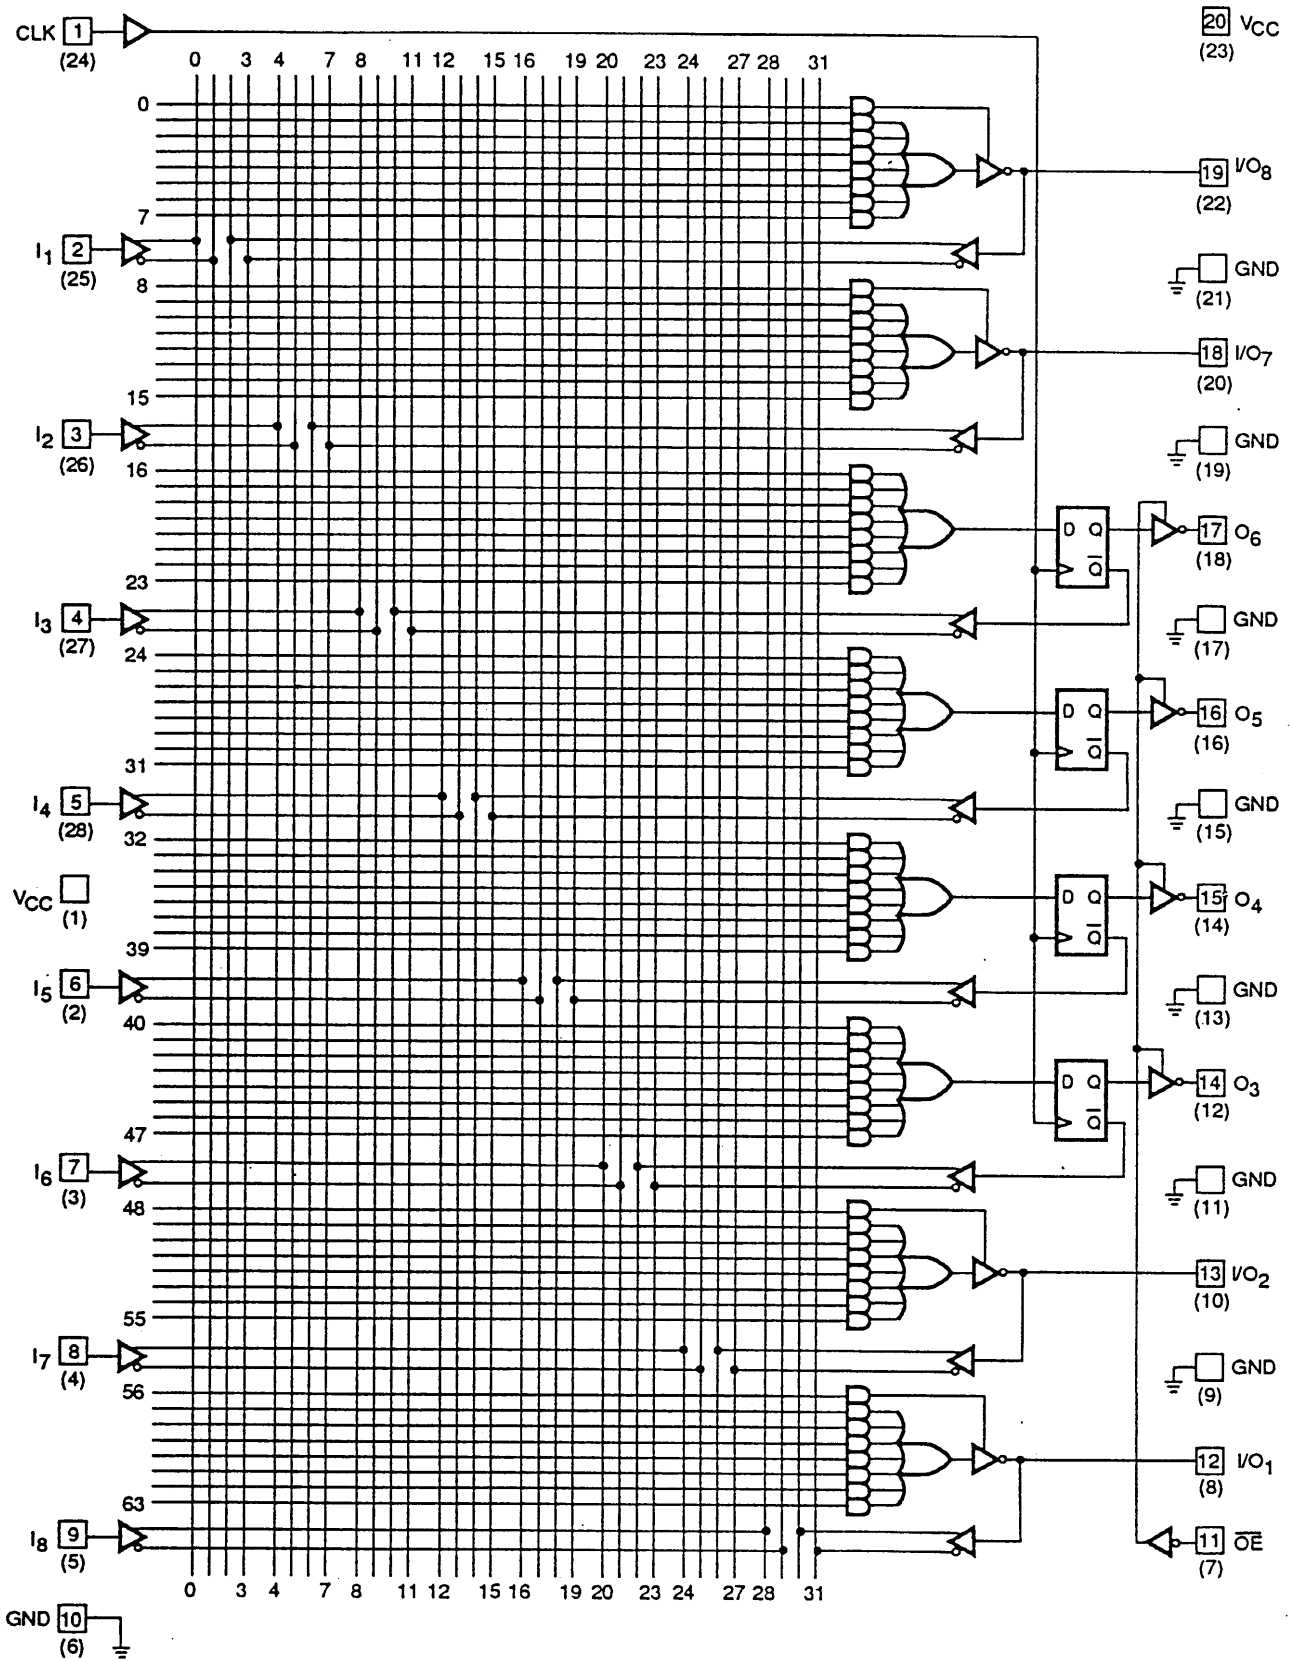 CLK 1
(24)
20 VCC
(23)
0 3 4 7 8 11 12 15 16 19 20 23 24 27 28 31
0
7
19 I/O8
(22)
I1 2
(25)
GND
(21)
8
15
18 I/O7
(20)
I2 3
(26)
GND
(19)
16
23
D Q
Q̅
17 O6
(18)
I3 4
(27)
GND
(17)
24
31
D Q
Q̅
16 O5
(16)
I4 5
(28)
GND
(15)
32
39
VCC
(1)
D Q
Q̅
15 O4
(14)
I5 6
(2)
GND
(13)
40
47
D Q
Q̅
14 O3
(12)
I6 7
(3)
GND
(11)
48
55
13 I/O2
(10)
I7 8
(4)
GND
(9)
56
63
12 I/O1
(8)
I8 9
(5)
11 O̅E̅
(7)
0 3 4 7 8 11 12 15 16 19 20 23 24 27 28 31
GND 10
(6)